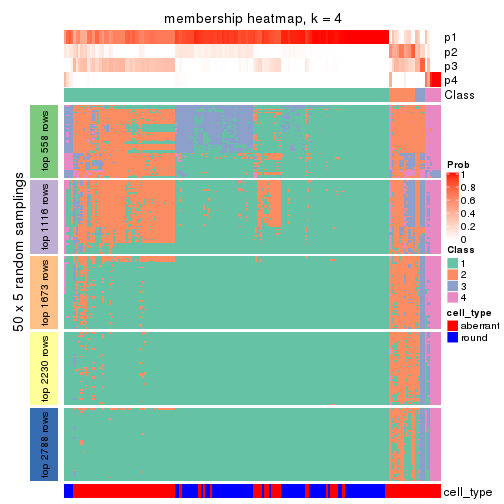 membership heatmap, k = 4
p1
p2
p3
p4
Class
50 x 5 random samplings
top 558 rows
top 1116 rows
top 1673 rows
top 2230 rows
top 2788 rows
Prob
1
0.8
0.6
0.4
0.2
0
Class
1
2
3
4
cell_type
aberrant
round
cell_type